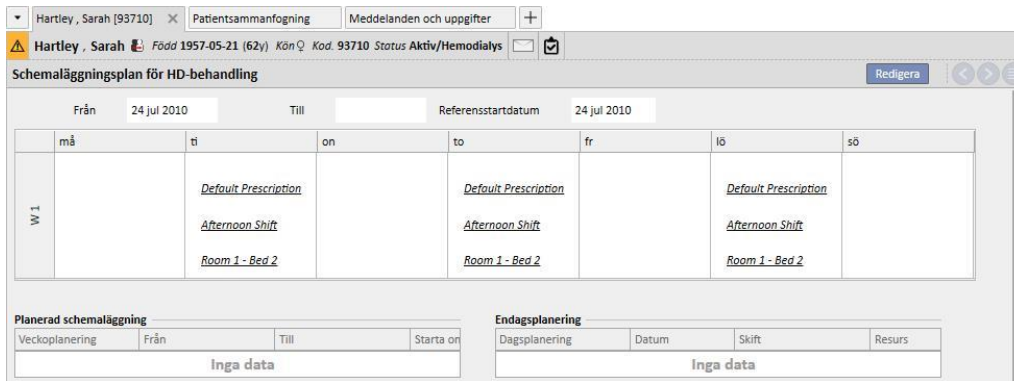 Hartley , Sarah [93710] Patientsammanfogning Meddelanden och uppgifter
Hartley , Sarah Född 1957-05-21 (62y) Kön♀ Kod. 93710 Status Aktiv/Hemodialys
Schemaläggningsplan för HD-behandling Redigera
Från 24 jul 2010 Till Referensstartdatum 24 jul 2010
må ti on to fr lö sö
W 1
Default Prescription Default Prescription Default Prescription
Afternoon Shift Afternoon Shift Afternoon Shift
Room 1 - Bed 2 Room 1 - Bed 2 Room 1 - Bed 2
Planerad schemaläggning Endagsplanering
Veckoplanering Från Till Starta on Dagsplanering Datum Skift Resurs
Inga data Inga data